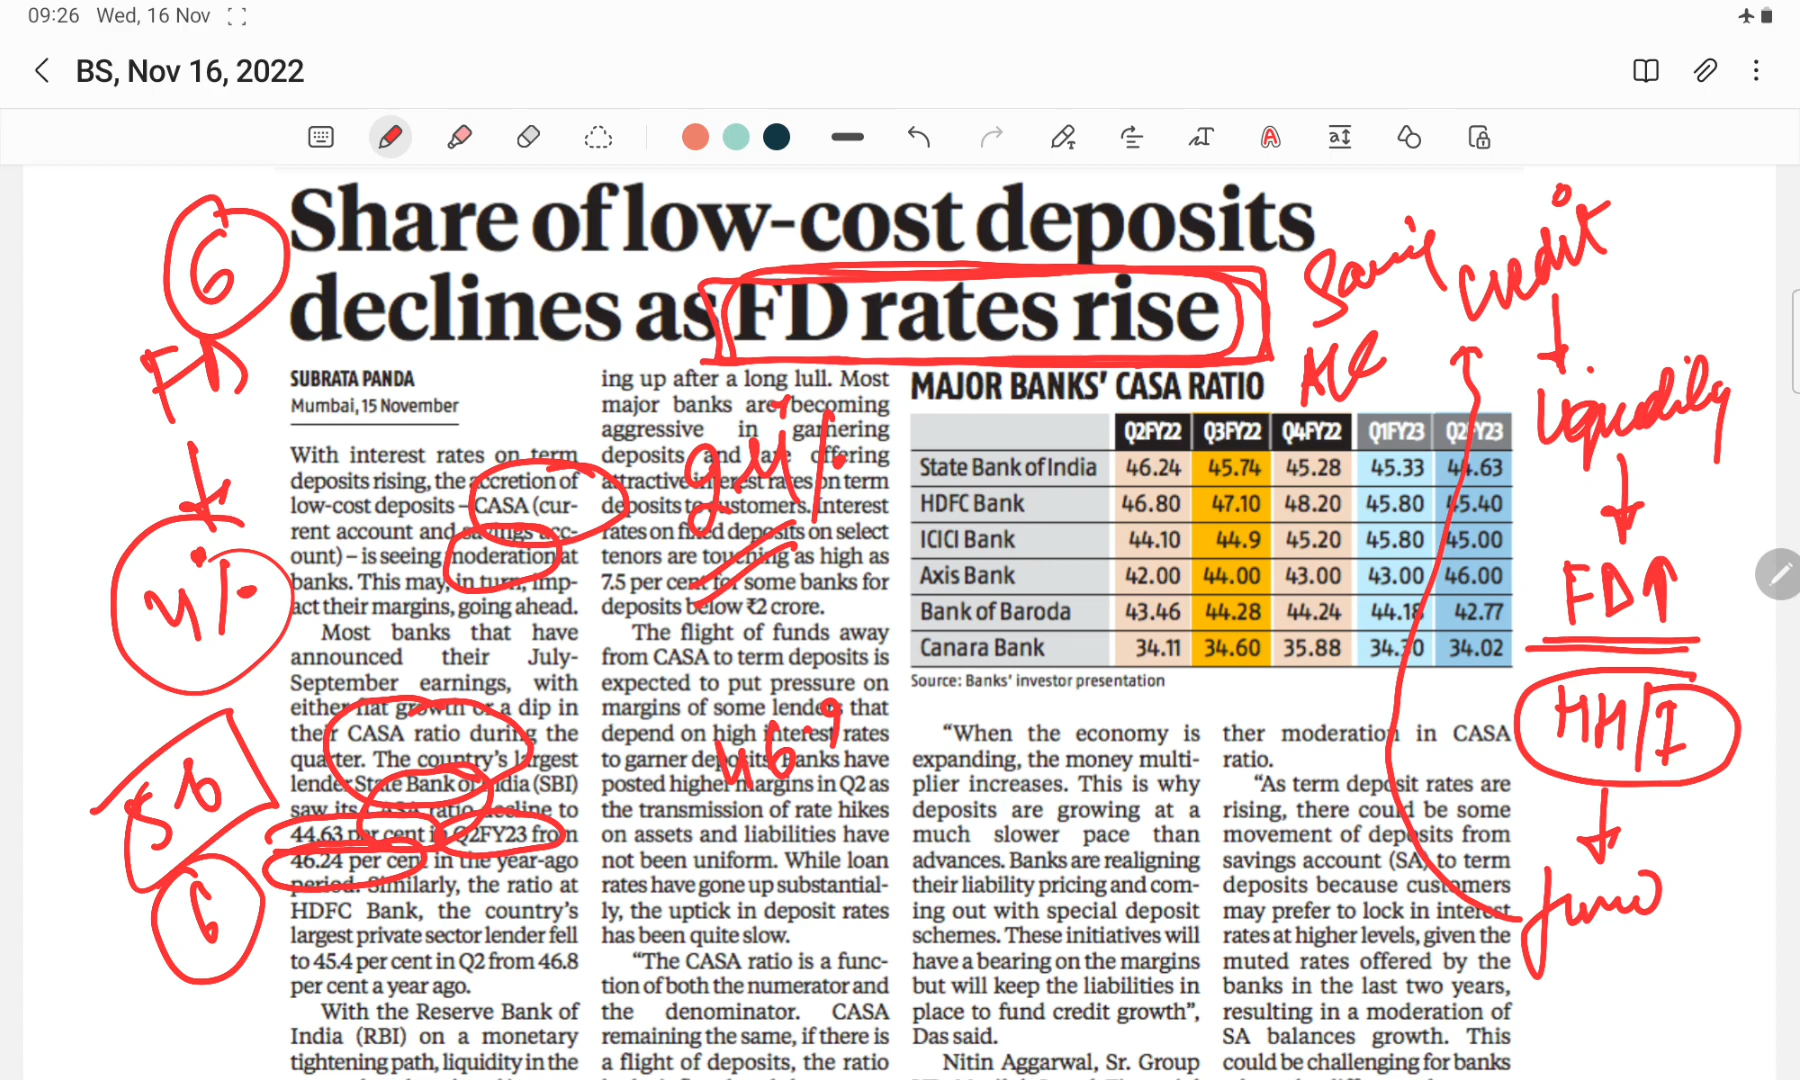 09:26 Wed, 16 Nov
BS, Nov 16, 2022
Share of low-cost deposits
declines as FD rates rise
SUBRATA PANDA
Mumbai, 15 November
With interest rates on term
deposits rising, the accretion of
low-cost deposits – CASA (cur-
rent account and savings acc-
ount) – is seeing moderation at
banks. This may, in turn, imp-
act their margins, going ahead.
Most banks that have
announced their July-
September earnings, with
either flat growth or a dip in
their CASA ratio during the
quarter. The country's largest
lender State Bank of India (SBI)
saw its CASA ratio decline to
44.63 per cent in Q2FY23 from
46.24 per cent in the year-ago
period. Similarly, the ratio at
HDFC Bank, the country's
largest private sector lender fell
to 45.4 per cent in Q2 from 46.8
per cent a year ago.
With the Reserve Bank of
India (RBI) on a monetary
tightening path, liquidity in the
ing up after a long lull. Most
major banks are becoming
aggressive in garnering
deposits and are offering
attractive interest rates on term
deposits to customers. Interest
rates on fixed deposits on select
tenors are touching as high as
7.5 per cent for some banks for
deposits below ₹2 crore.
The flight of funds away
from CASA to term deposits is
expected to put pressure on
margins of some lenders that
depend on high interest rates
to garner deposits. Banks have
posted higher margins in Q2 as
the transmission of rate hikes
on assets and liabilities have
not been uniform. While loan
rates have gone up substantial-
ly, the uptick in deposit rates
has been quite slow.
"The CASA ratio is a func-
tion of both the numerator and
the denominator. CASA
remaining the same, if there is
a flight of deposits, the ratio
MAJOR BANKS' CASA RATIO
Q2FY22 Q3FY22 Q4FY22 Q1FY23 Q2FY23
State Bank of India 46.24 45.74 45.28 45.33 44.63
HDFC Bank 46.80 47.10 48.20 45.80 45.40
ICICI Bank 44.10 44.9 45.20 45.80 45.00
Axis Bank 42.00 44.00 43.00 43.00 46.00
Bank of Baroda 43.46 44.28 44.24 44.18 42.77
Canara Bank 34.11 34.60 35.88 34.30 34.02
Source: Banks' investor presentation
"When the economy is
expanding, the money multi-
plier increases. This is why
deposits are growing at a
much slower pace than
advances. Banks are realigning
their liability pricing and com-
ing out with special deposit
schemes. These initiatives will
have a bearing on the margins
but will keep the liabilities in
place to fund credit growth",
Das said.
Nitin Aggarwal, Sr. Group
ther moderation in CASA
ratio.
"As term deposit rates are
rising, there could be some
movement of deposits from
savings account (SA) to term
deposits because customers
may prefer to lock in interest
rates at higher levels, given the
muted rates offered by the
banks in the last two years,
resulting in a moderation of
SA balances growth. This
could be challenging for banks
6
FD
4%
56
6
46.9
credit
liquidity
FD↑
HH/I